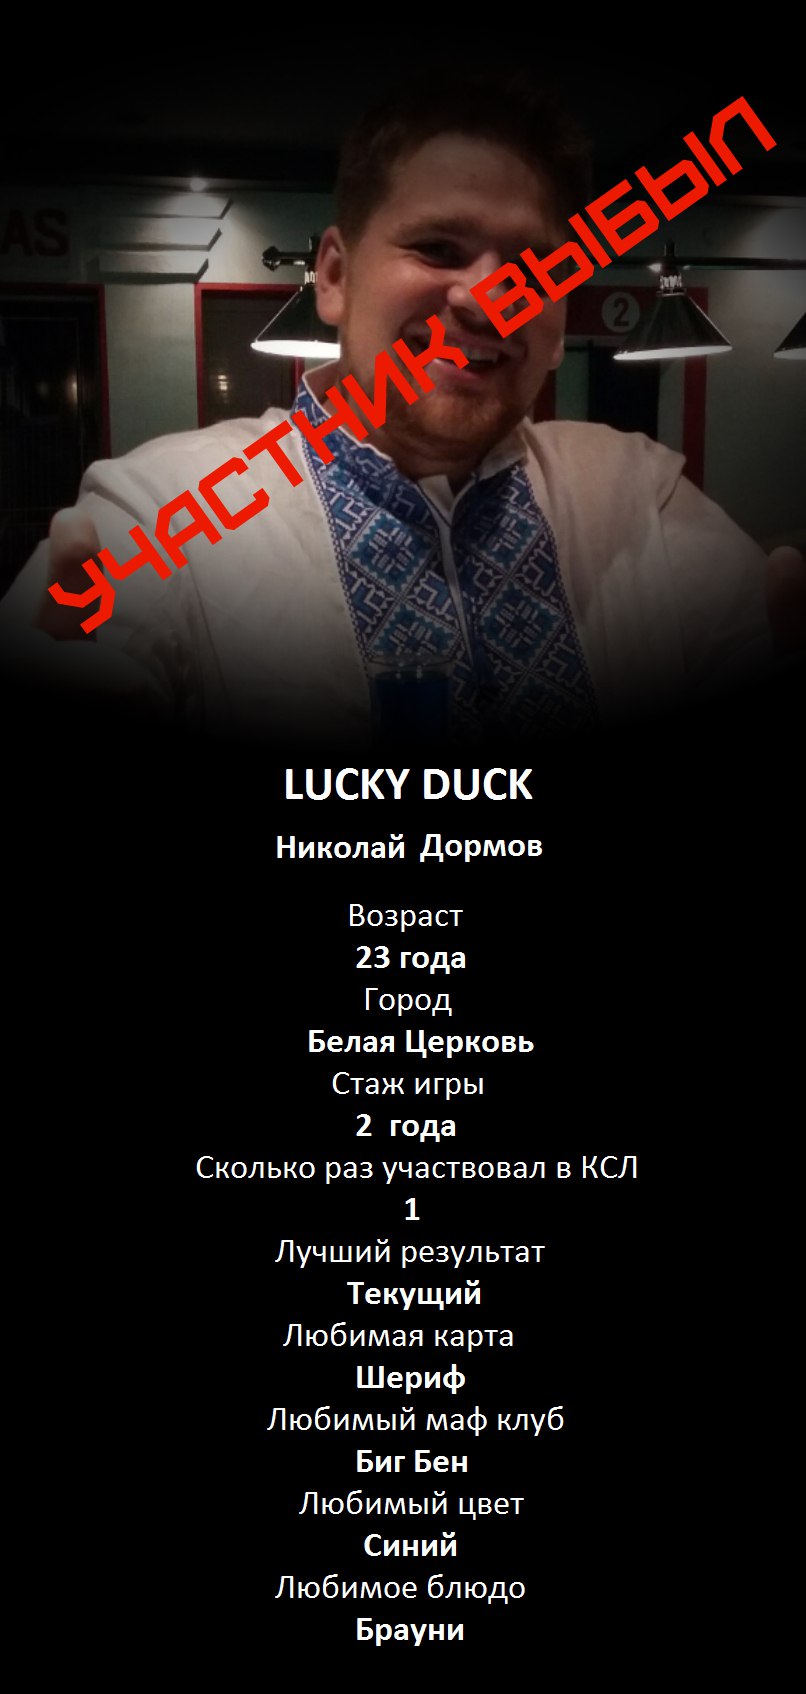 AS
2
УЧАСТНИК ВЫБЫЛ
LUCKY DUCK
Николай Дормов
Возраст
23 года
Город
Белая Церковь
Стаж игры
2 года
Сколько раз участвовал в КСЛ
1
Лучший результат
Текущий
Любимая карта
Шериф
Любимый маф клуб
Биг Бен
Любимый цвет
Синий
Любимое блюдо
Брауни